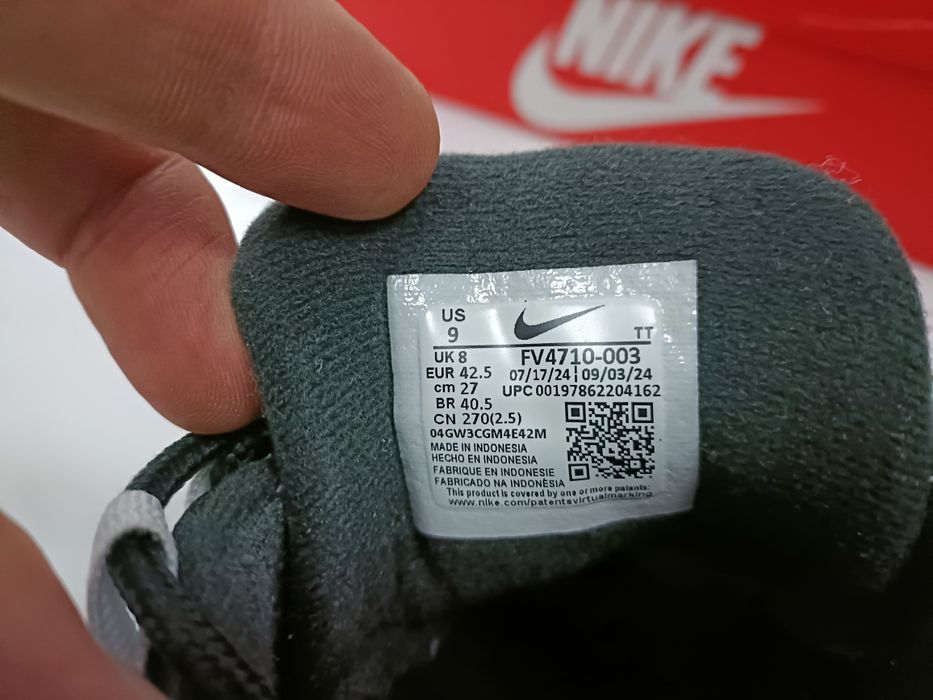 NIKE
US
9
TT
UK 8 FV4710-003
EUR 42.5 07/17/24 | 09/03/24
cm 27 UPC 00197862204162
BR 40.5
CN 270(2.5)
04GW3CGM4E42M
MADE IN INDONESIA
HECHO EN INDONESIA
FABRIQUE EN INDONESIE
FABRICADO NA INDONÈSIA
This product is covered by one or more patents:
www.nike.com/patentsvirtualmarking